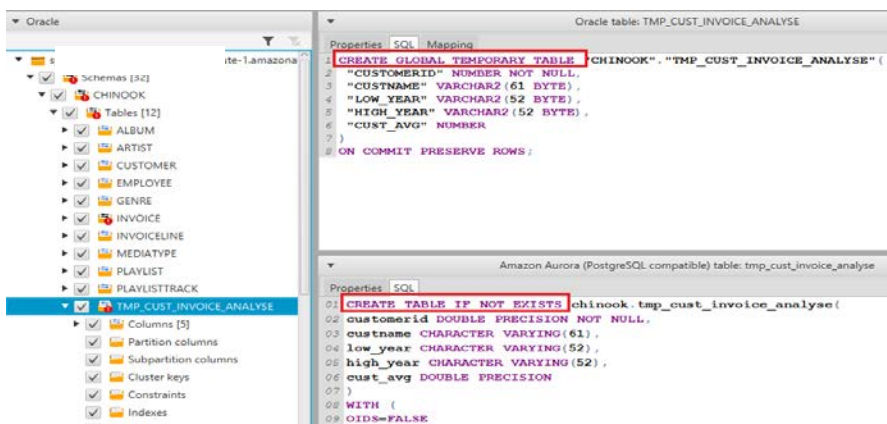 Oracle
s
te-1.amazona
Schemas [32]
CHINOOK
Tables [12]
ALBUM
ARTIST
CUSTOMER
EMPLOYEE
GENRE
INVOICE
INVOICELINE
MEDIATYPE
PLAYLIST
PLAYLISTTRACK
TMP_CUST_INVOICE_ANALYSE
Columns [5]
Partition columns
Subpartition columns
Cluster keys
Constraints
Indexes
Oracle table: TMP_CUST_INVOICE_ANALYSE
Properties SQL Mapping
1 CREATE GLOBAL TEMPORARY TABLE "CHINOOK"."TMP_CUST_INVOICE_ANALYSE"(
2 "CUSTOMERID" NUMBER NOT NULL,
3 "CUSTNAME" VARCHAR2(61 BYTE),
4 "LOW_YEAR" VARCHAR2(52 BYTE),
5 "HIGH_YEAR" VARCHAR2(52 BYTE),
6 "CUST_AVG" NUMBER
7 )
8 ON COMMIT PRESERVE ROWS;
Amazon Aurora (PostgreSQL compatible) table: tmp_cust_invoice_analyse
Properties SQL
01 CREATE TABLE IF NOT EXISTS chinook.tmp_cust_invoice_analyse(
02 customerid DOUBLE PRECISION NOT NULL,
03 custname CHARACTER VARYING(61),
04 low_year CHARACTER VARYING(52),
05 high_year CHARACTER VARYING(52),
06 cust_avg DOUBLE PRECISION
07 )
08 WITH (
09 OIDS=FALSE